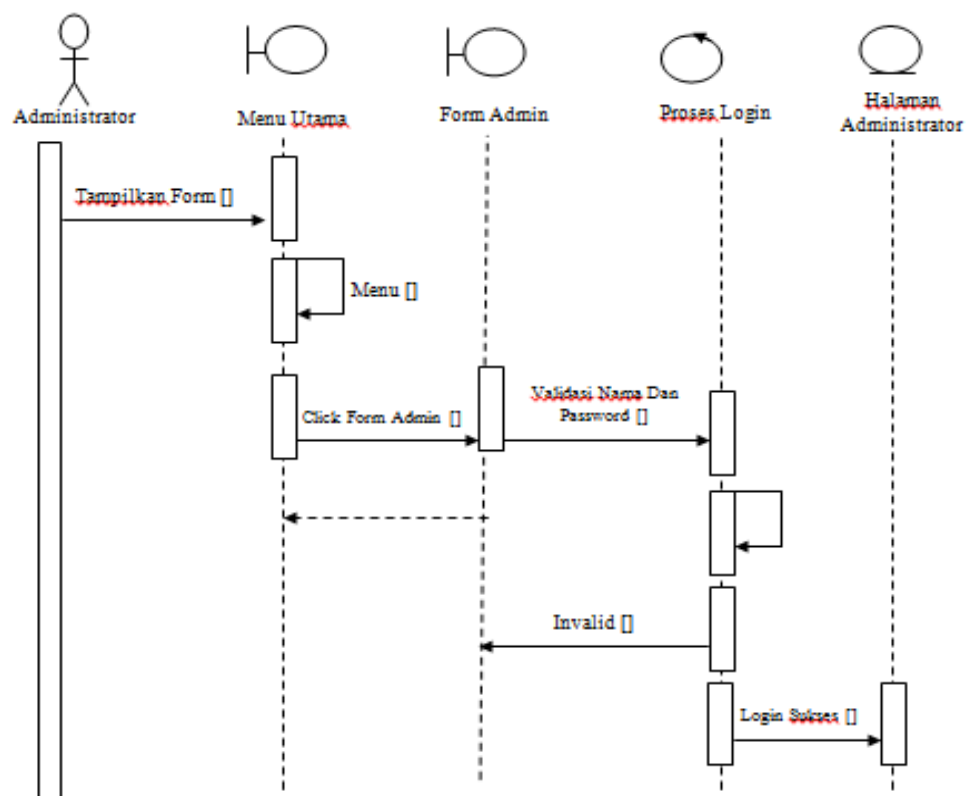 Administrator
Menu Utama
Form Admin
Proses Login
Halaman
Administrator
Tampilkan Form []
Menu []
Click Form Admin []
Validasi Nama Dan
Password []
Invalid []
Login Sukses []